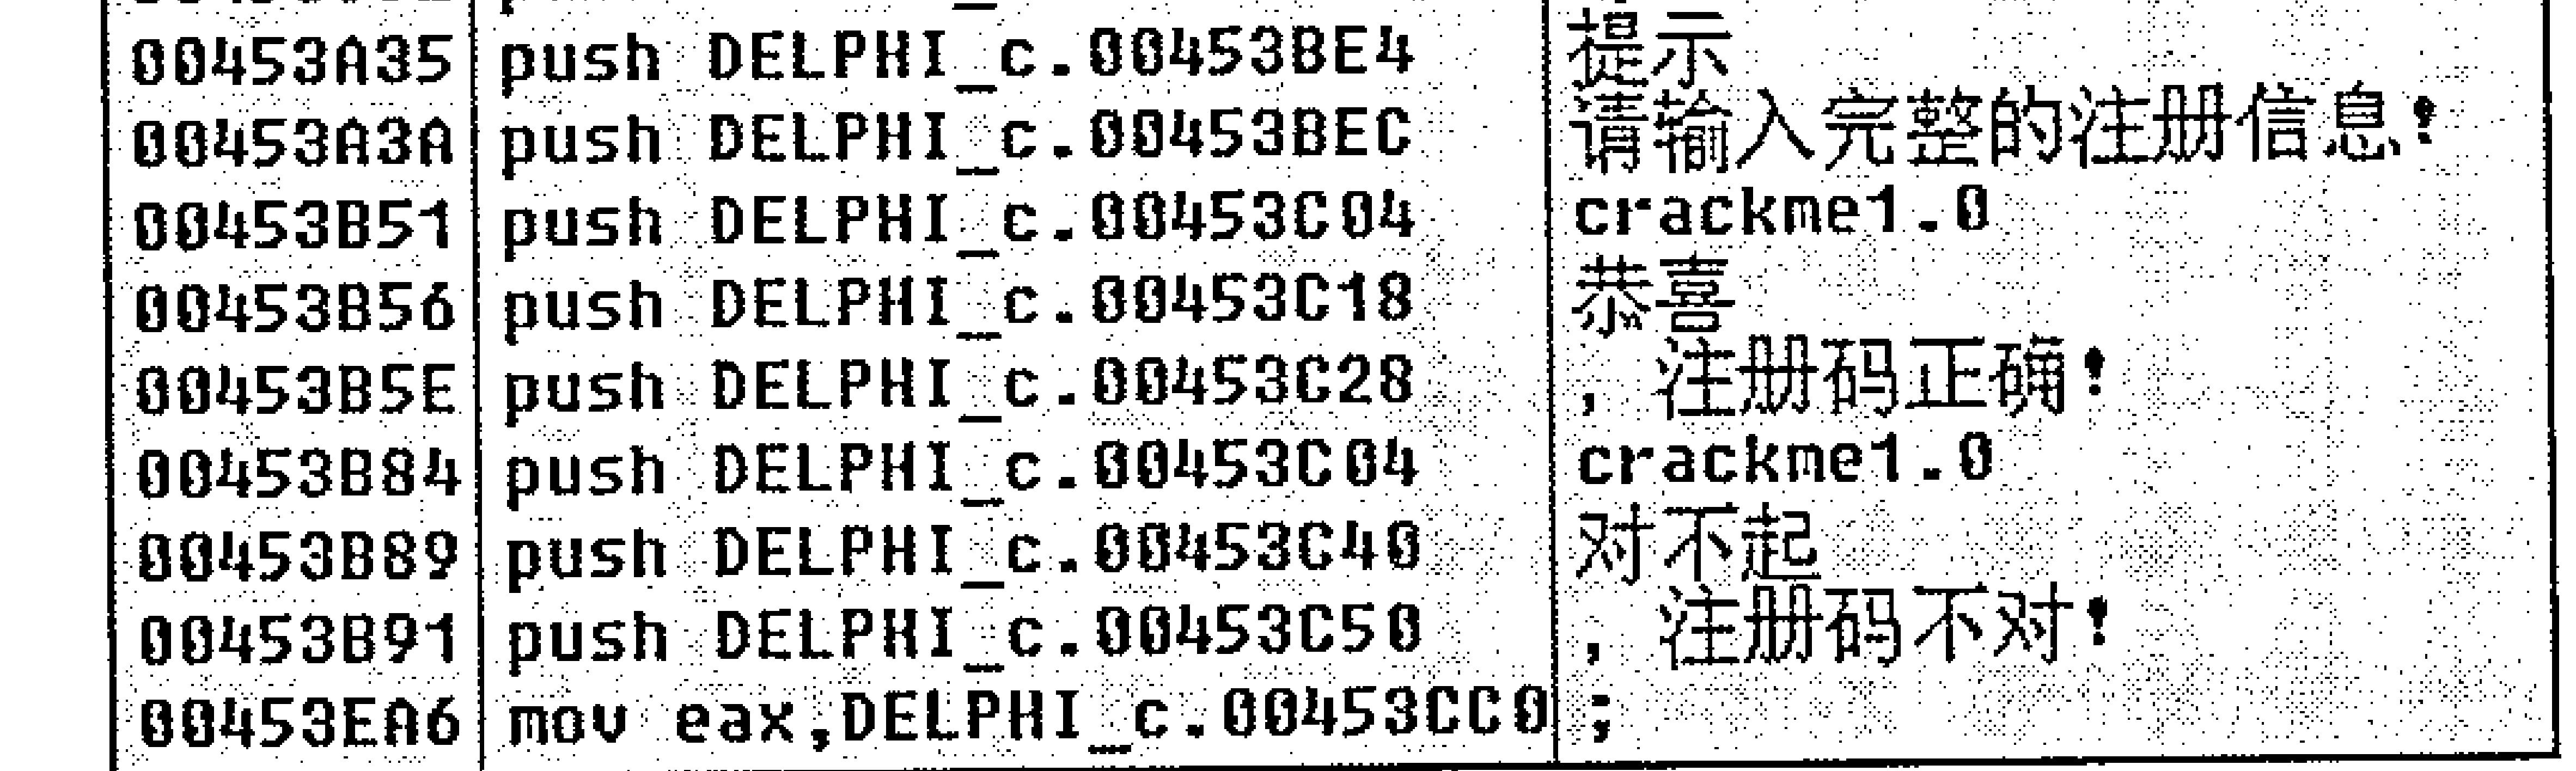 00453A35 push DELPHI_c.00453BE4 提示
00453A3A push DELPHI_c.00453BEC 请输入完整的注册信息!
00453B51 push DELPHI_c.00453C04 crackme1.0
00453B56 push DELPHI_c.00453C18 恭喜
00453B5E push DELPHI_c.00453C28 ,注册码正确!
00453B84 push DELPHI_c.00453C04 crackme1.0
00453B89 push DELPHI_c.00453C40 对不起
00453B91 push DELPHI_c.00453C50 ,注册码不对!
00453EA6 mov eax,DELPHI_c.00453CC0 ;